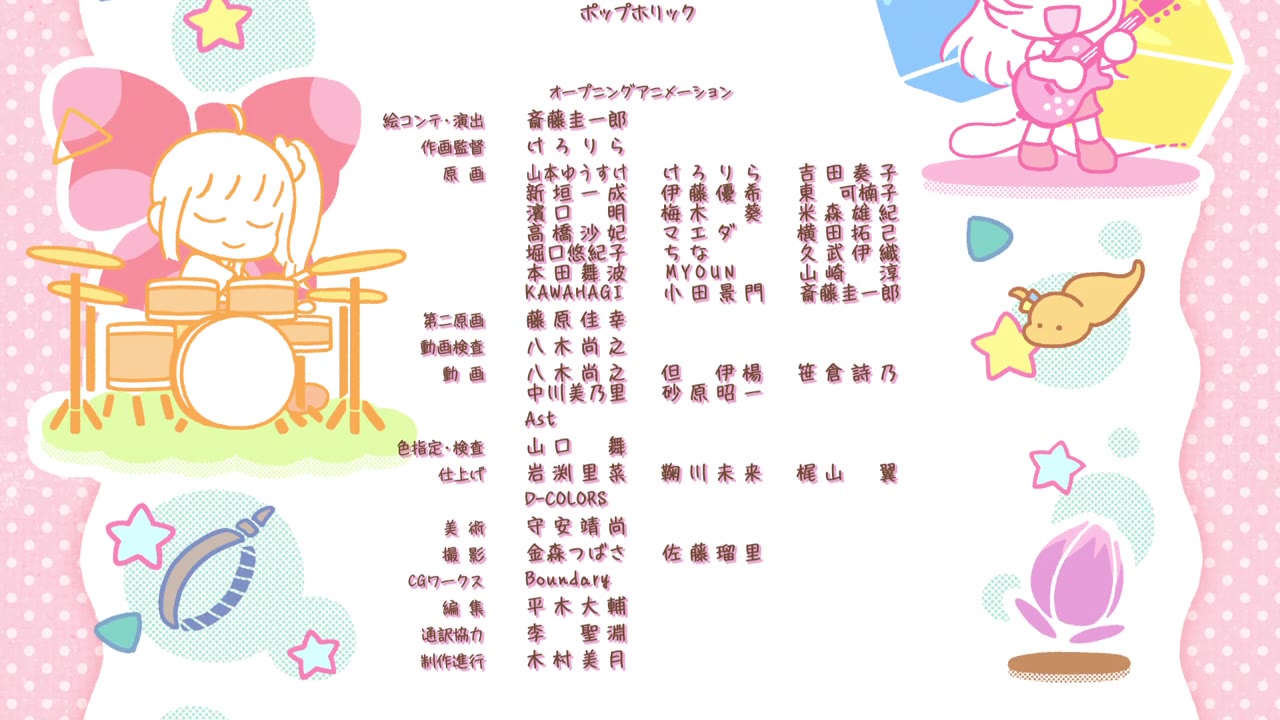 ポップホリック
オープニングアニメーション
絵コンテ・演出 斎藤圭一郎
作画監督 けろりら
原画 山本ゆうすけ けろりら 吉田奏子
新垣一成 伊藤優希 東 可楠子
濱口 明 梅木 葵 米森雄紀
高橋沙妃 マエダ 横田拓己
堀口悠紀子 ちな 久武伊織
本田舞波 MYOUN 山崎 淳
KAWAHAGI 小田景門 斎藤圭一郎
第二原画 藤原佳幸
動画検査 八木尚之
動画 八木尚之 但 伊楊 笹倉詩乃
中川美乃里 砂原昭一
Ast
色指定・検査 山口 舞
仕上げ 岩渕里菜 鞠川未来 梶山 翼
D-COLORS
美術 守安靖尚
撮影 金森つばさ 佐藤瑠里
CGワークス Boundary
編集 平木大輔
通訳協力 李 聖淵
制作進行 木村美月